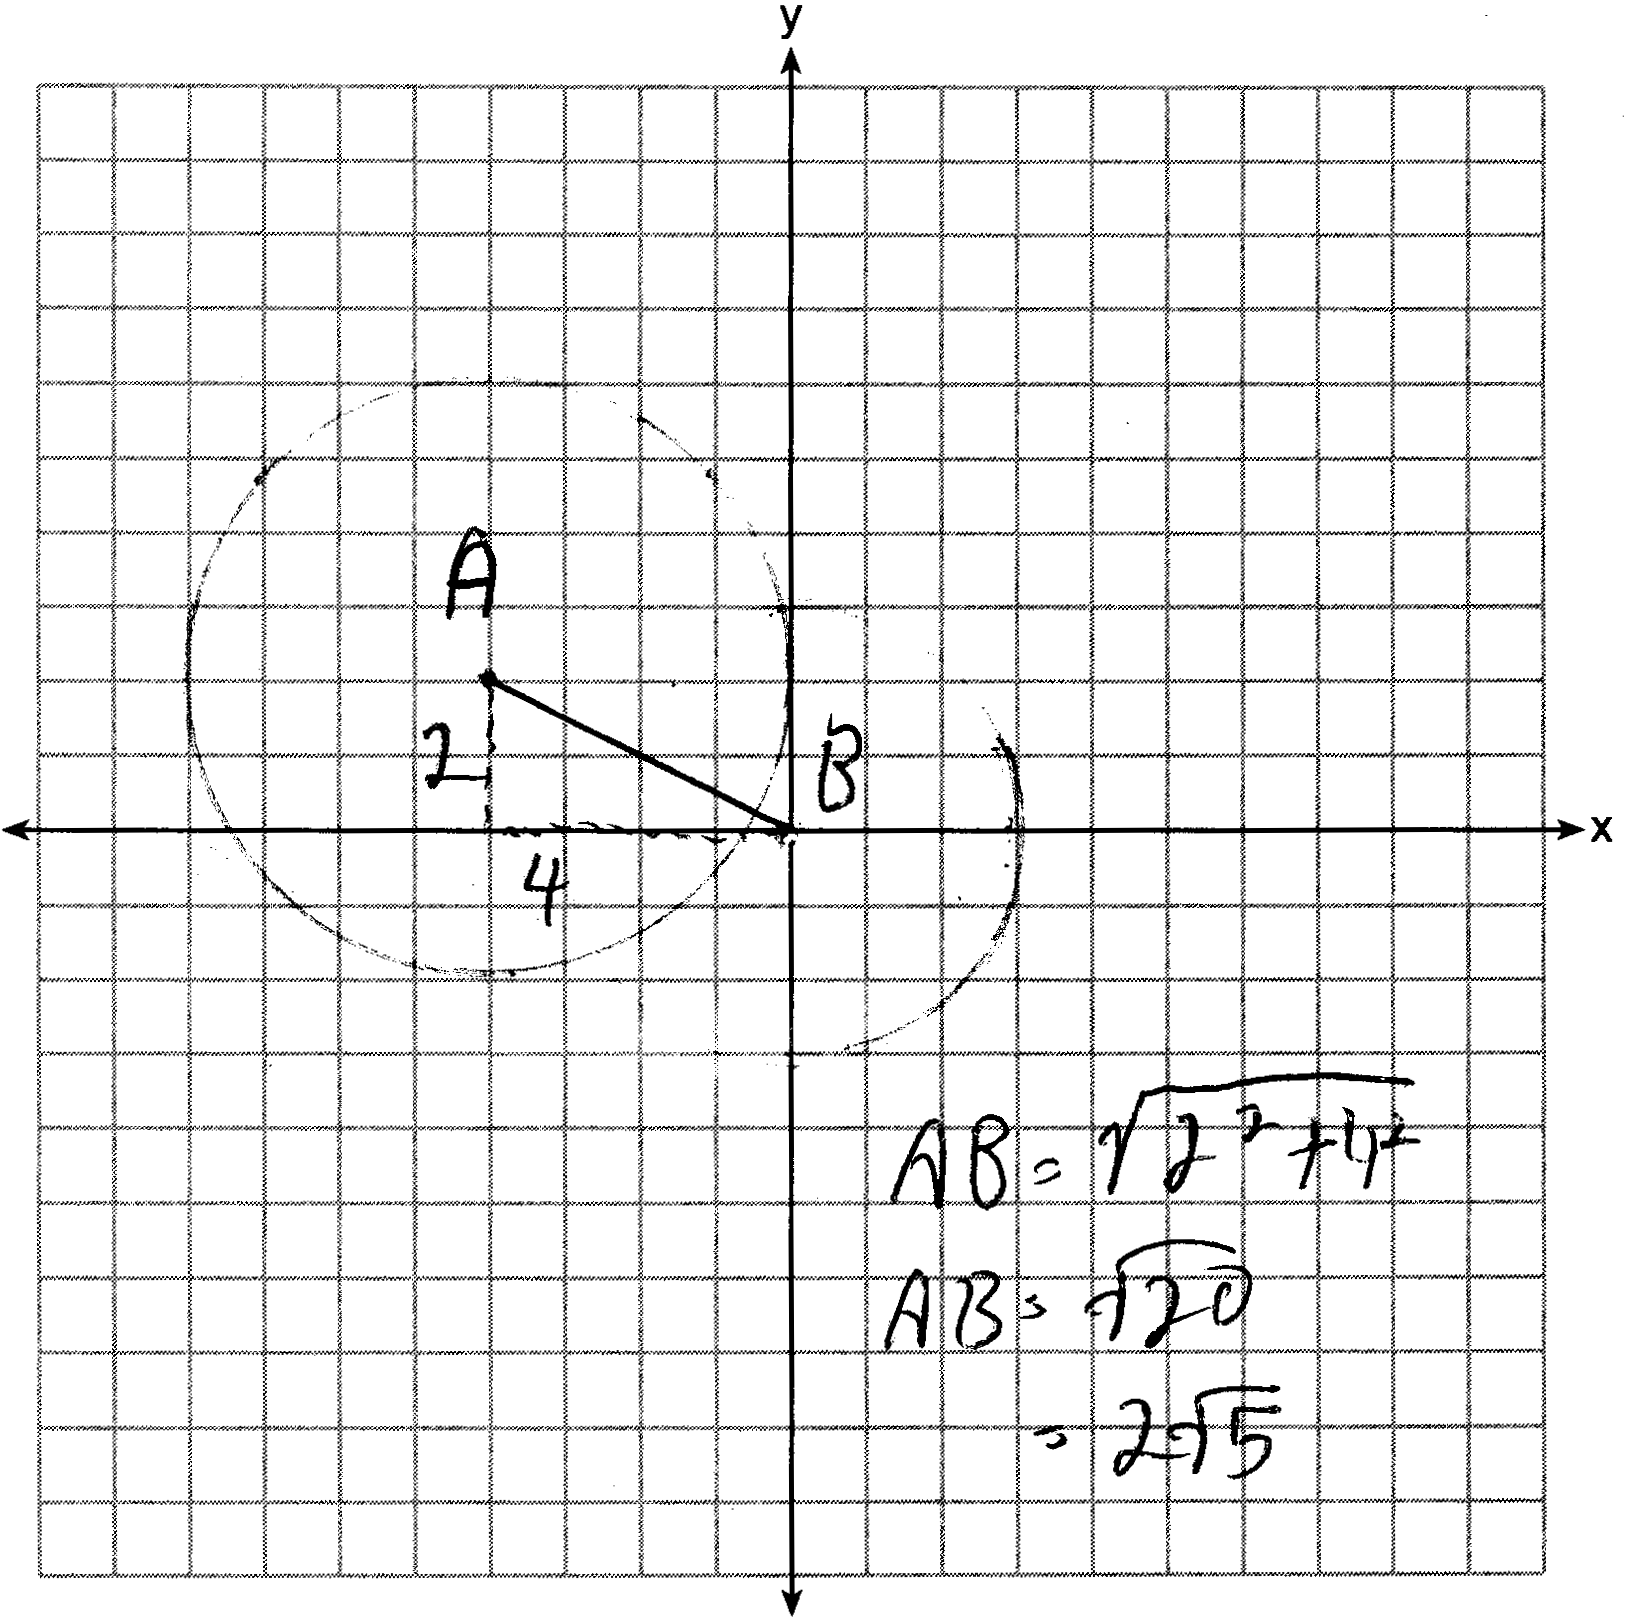 y
A
2
B
x
4
AB = √2² + 4²
AB = √20
= 2√5